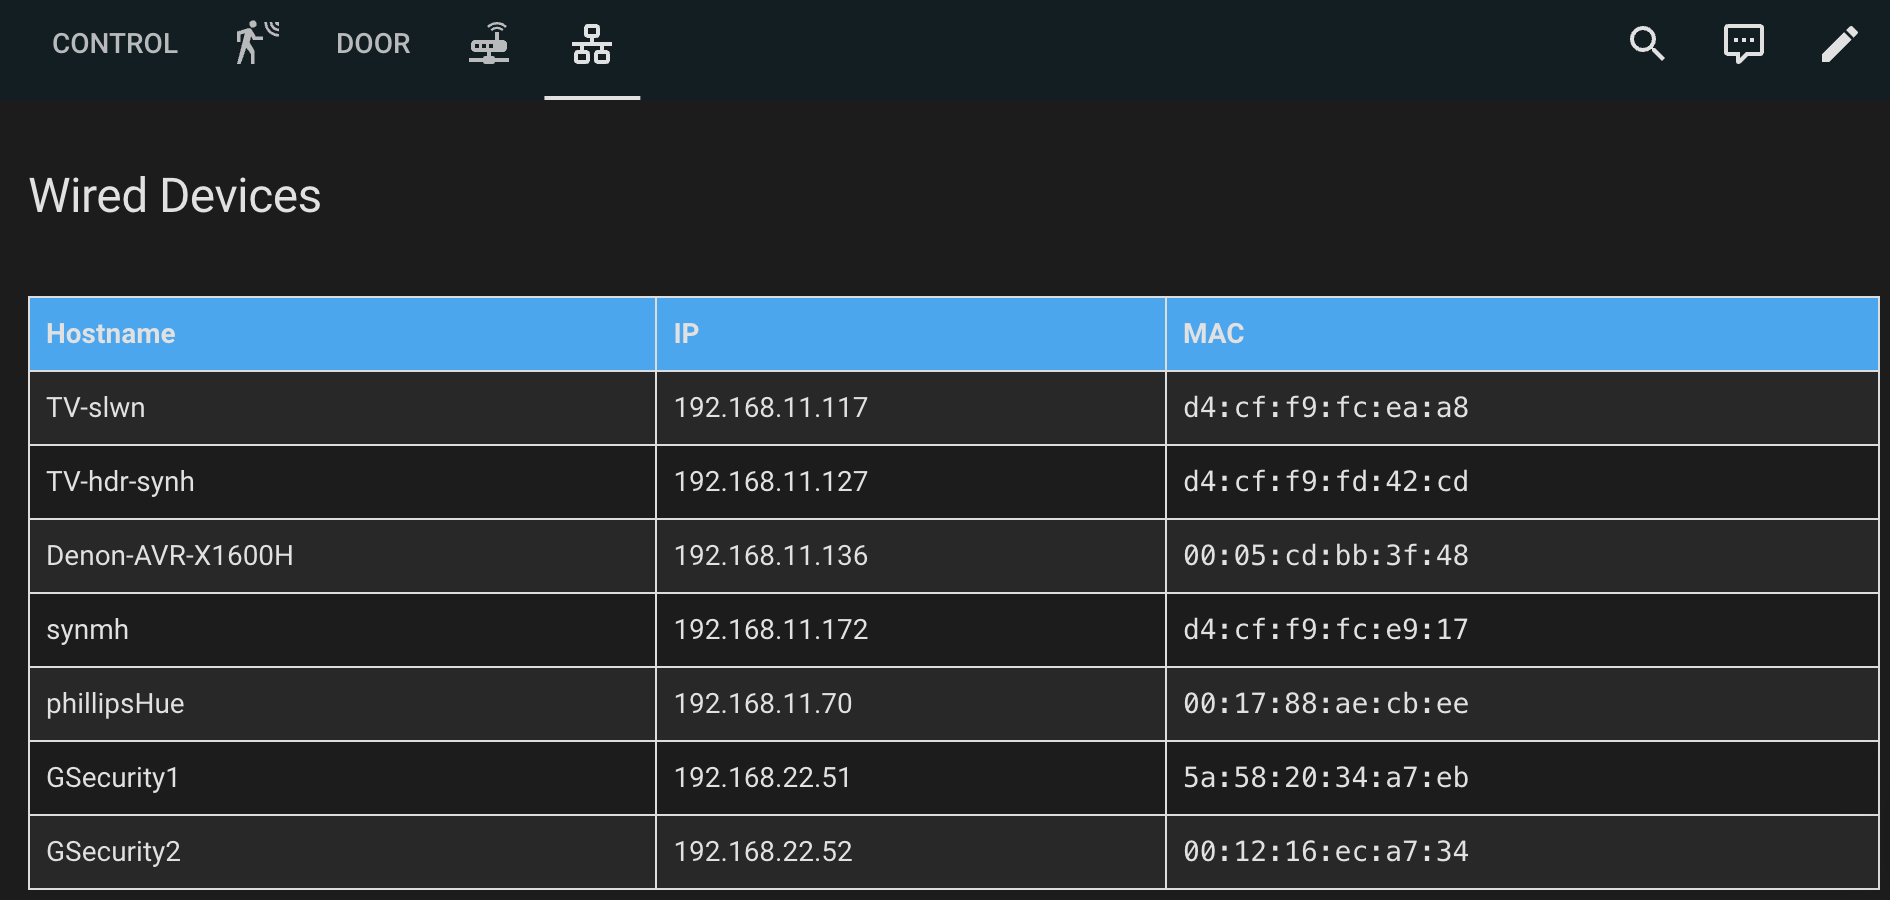 CONTROL DOOR
Wired Devices
Hostname IP MAC
TV-slwn 192.168.11.117 d4:cf:f9:fc:ea:a8
TV-hdr-synh 192.168.11.127 d4:cf:f9:fd:42:cd
Denon-AVR-X1600H 192.168.11.136 00:05:cd:bb:3f:48
synmh 192.168.11.172 d4:cf:f9:fc:e9:17
phillipsHue 192.168.11.70 00:17:88:ae:cb:ee
GSecurity1 192.168.22.51 5a:58:20:34:a7:eb
GSecurity2 192.168.22.52 00:12:16:ec:a7:34